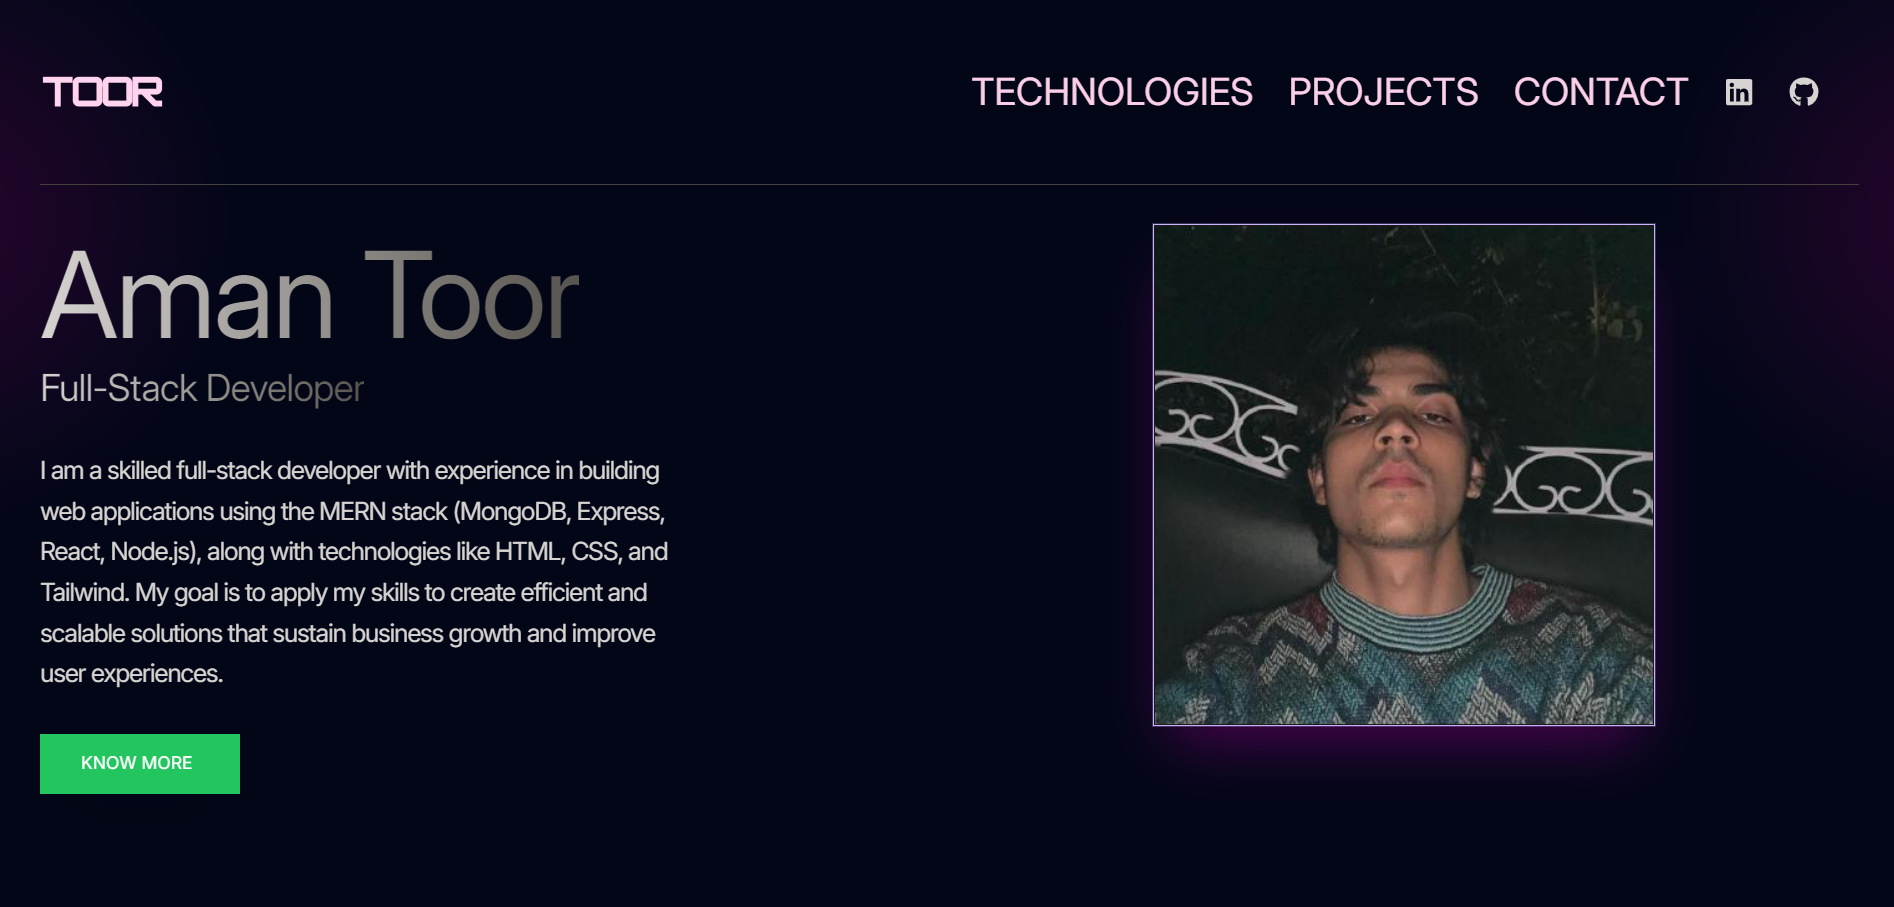 TOOR
TECHNOLOGIES PROJECTS CONTACT in
Aman Toor
Full-Stack Developer
I am a skilled full-stack developer with experience in building
web applications using the MERN stack (MongoDB, Express,
React, Node.js), along with technologies like HTML, CSS, and
Tailwind. My goal is to apply my skills to create efficient and
scalable solutions that sustain business growth and improve
user experiences.
KNOW MORE